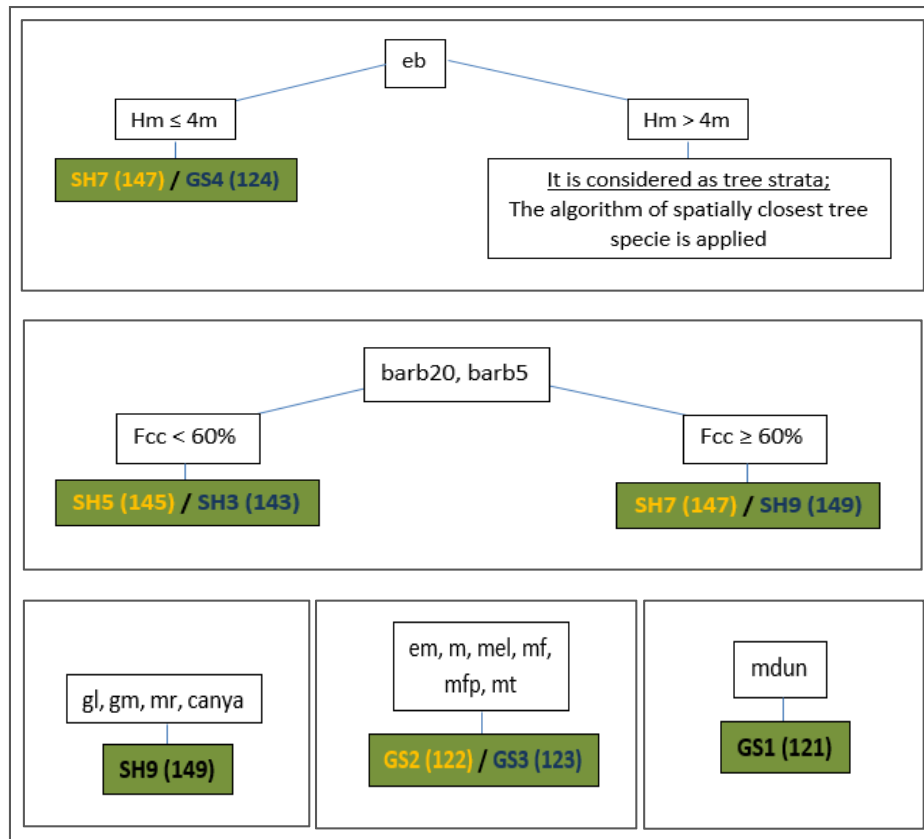 eb
Hm ≤ 4m
Hm > 4m
SH7 (147) / GS4 (124)
It is considered as tree strata;
The algorithm of spatially closest tree
specie is applied
barb20, barb5
Fcc < 60%
Fcc ≥ 60%
SH5 (145) / SH3 (143)
SH7 (147) / SH9 (149)
gl, gm, mr, canya
SH9 (149)
em, m, mel, mf,
mfp, mt
GS2 (122) / GS3 (123)
mdun
GS1 (121)